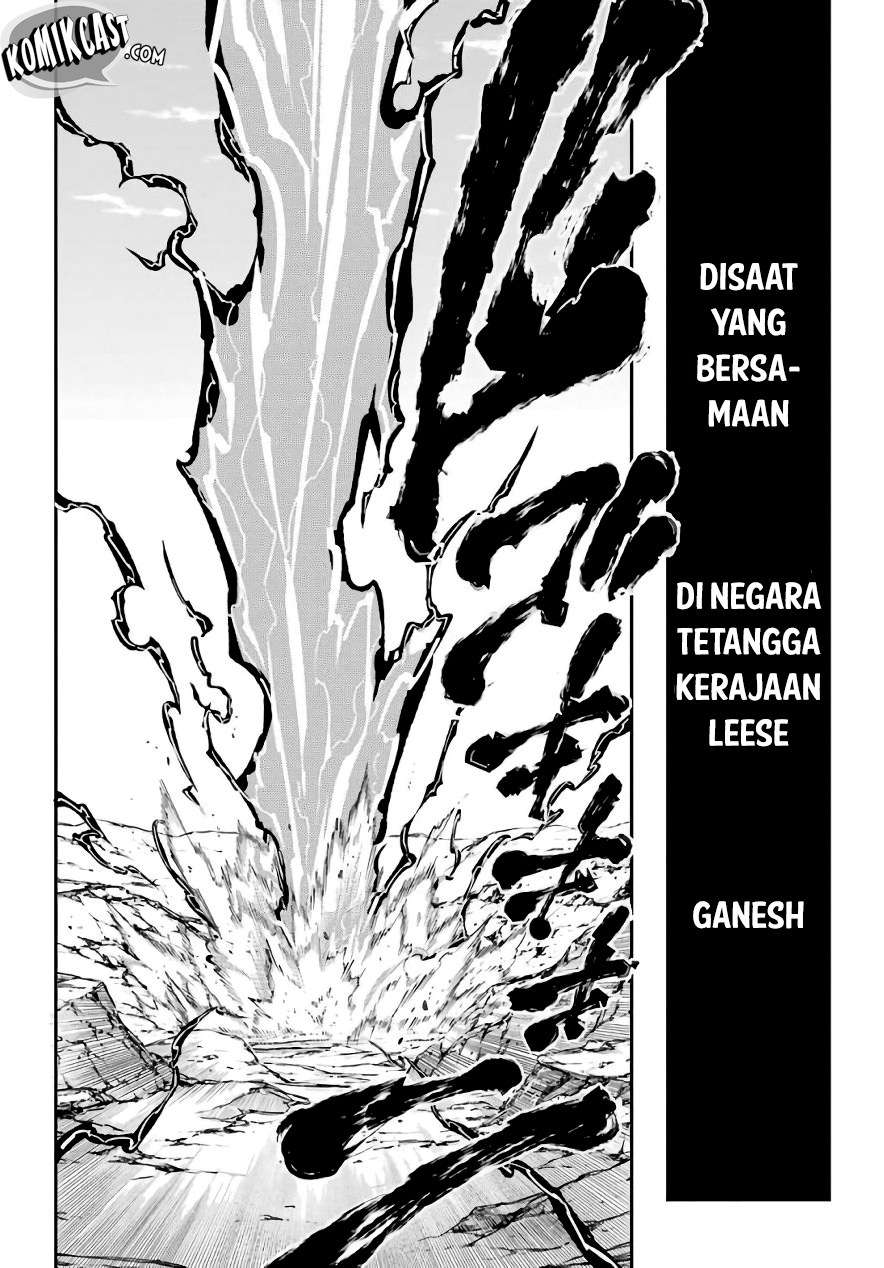 KOMIKCAST
.COM
DISAAT
YANG
BERSA-
MAAN
DI NEGARA
TETANGGA
KERAJAAN
LEESE
GANESH